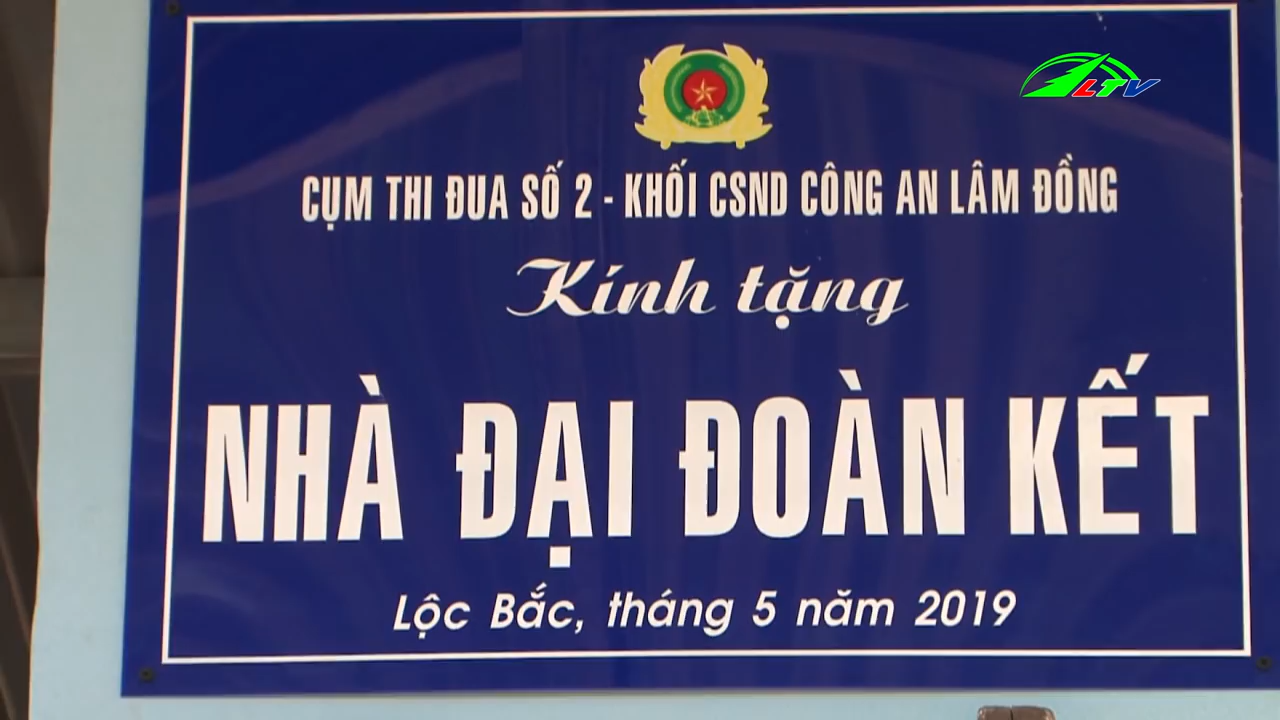 LTV
CỤM THI ĐUA SỐ 2 - KHỐI CSND CÔNG AN LÂM ĐỒNG
Kính tặng
NHÀ ĐẠI ĐOÀN KẾT
Lộc Bắc, tháng 5 năm 2019